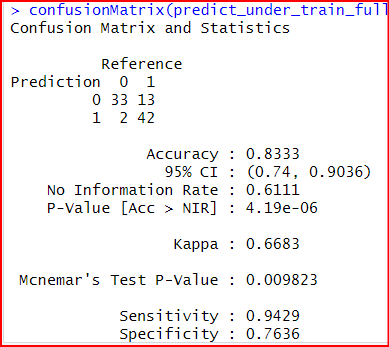 > confusionMatrix(predict_under_train_full
Confusion Matrix and Statistics
Reference
Prediction 0 1
0 33 13
1 2 42
Accuracy : 0.8333
95% CI : (0.74, 0.9036)
No Information Rate : 0.6111
P-Value [Acc > NIR] : 4.19e-06
Kappa : 0.6683
Mcnemar's Test P-Value : 0.009823
Sensitivity : 0.9429
Specificity : 0.7636